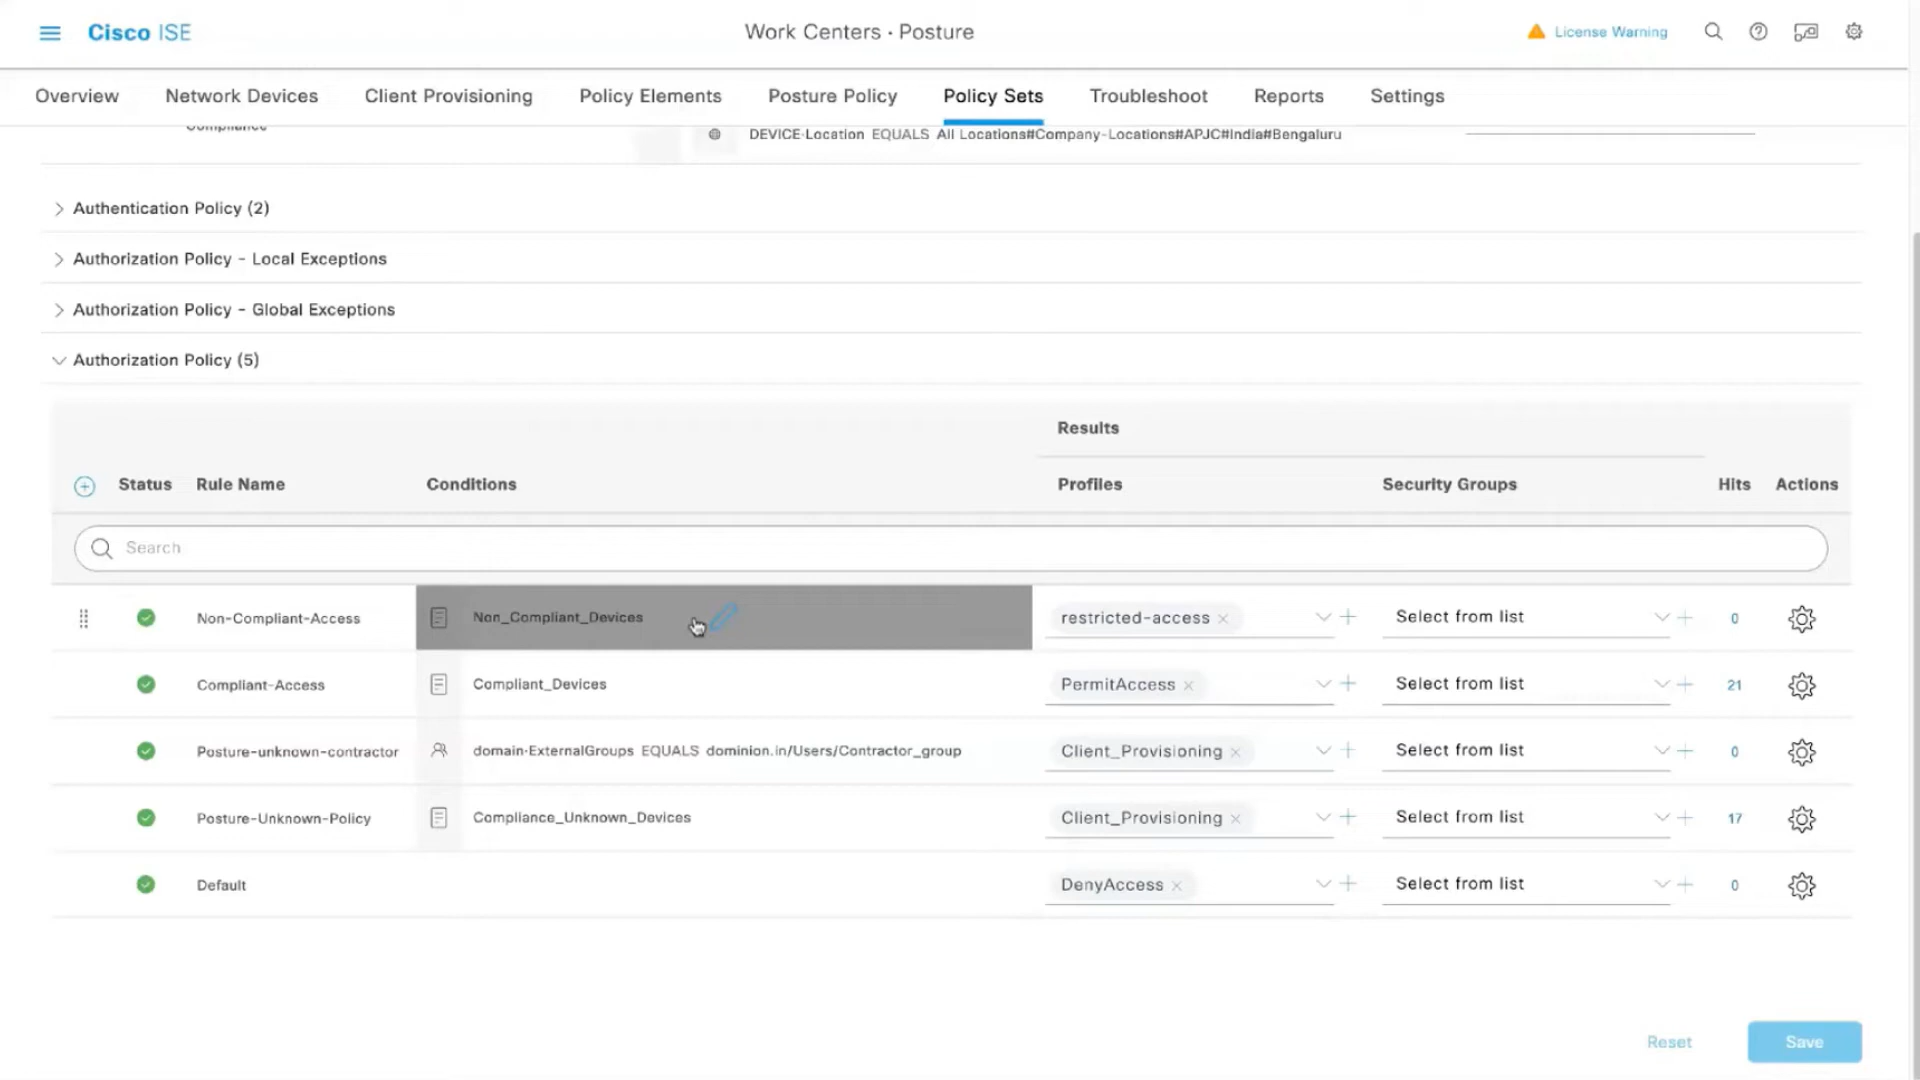 Cisco ISE
Work Centers · Posture
License Warning
Overview Network Devices Client Provisioning Policy Elements Posture Policy Policy Sets Troubleshoot Reports Settings
Compliance
DEVICE·Location EQUALS All Locations#Company-Locations#APJC#India#Bengaluru
Authentication Policy (2)
Authorization Policy - Local Exceptions
Authorization Policy - Global Exceptions
Authorization Policy (5)
Results
Status Rule Name Conditions Profiles Security Groups Hits Actions
Search
Non-Compliant-Access Non_Compliant_Devices restricted-access Select from list 0
Compliant-Access Compliant_Devices PermitAccess Select from list 21
Posture-unknown-contractor domain·ExternalGroups EQUALS dominion.in/Users/Contractor_group Client_Provisioning Select from list 0
Posture-Unknown-Policy Compliance_Unknown_Devices Client_Provisioning Select from list 17
Default DenyAccess Select from list 0
Reset Save